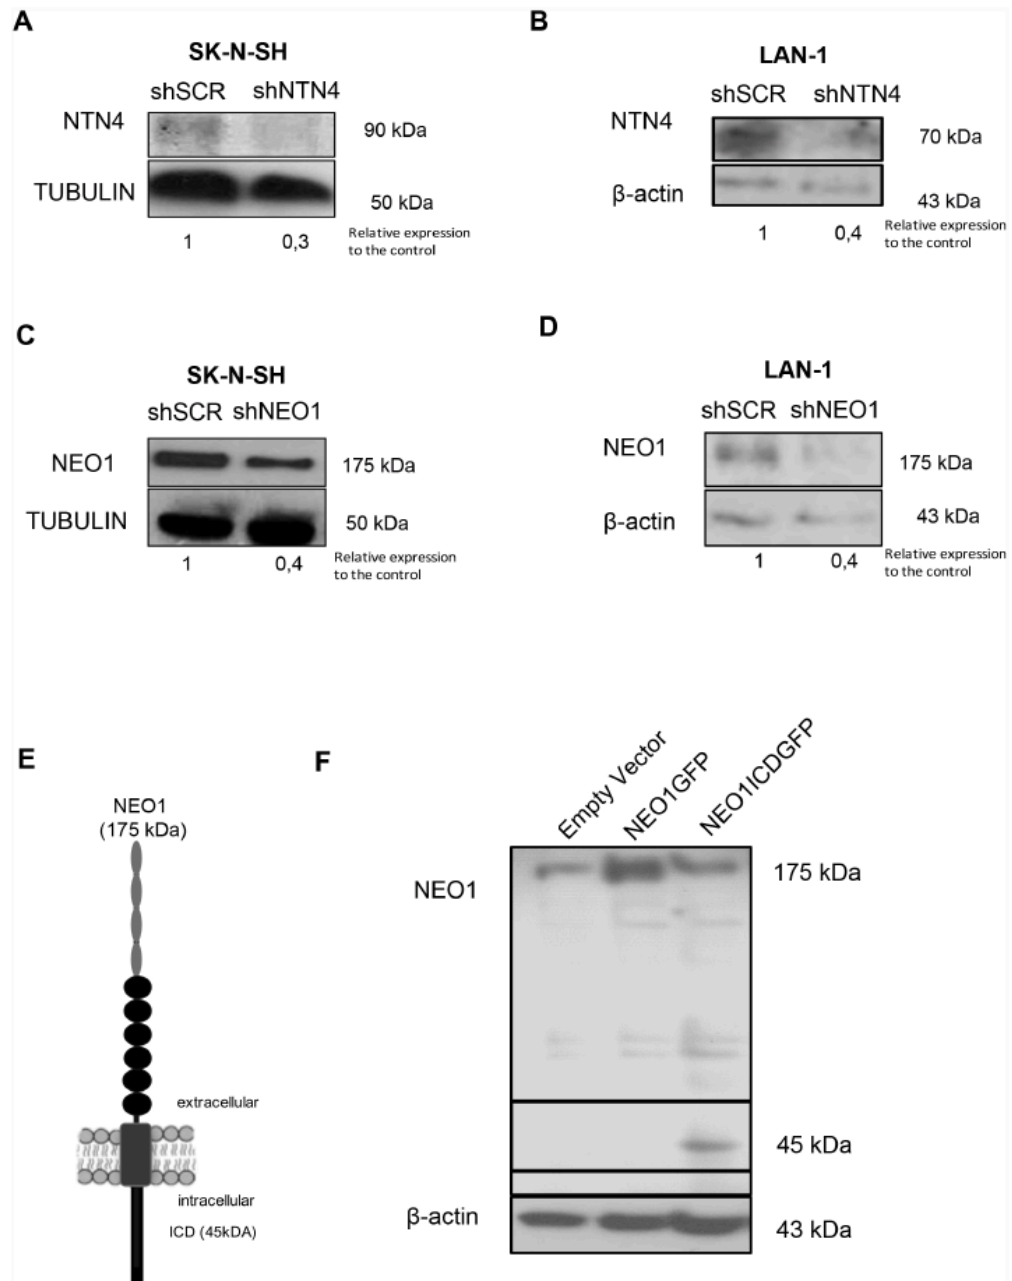 A
SK-N-SH
shSCR shNTN4
NTN4
90 kDa
TUBULIN
50 kDa
1 0,3 Relative expression
to the control
B
LAN-1
shSCR shNTN4
NTN4
70 kDa
β-actin
43 kDa
1 0,4 Relative expression
to the control
C
SK-N-SH
shSCR shNEO1
NEO1
175 kDa
TUBULIN
50 kDa
1 0,4 Relative expression
to the control
D
LAN-1
shSCR shNEO1
NEO1
175 kDa
β-actin
43 kDa
1 0,4 Relative expression
to the control
E
NEO1
(175 kDa)
extracellular
intracellular
ICD (45kDA)
F
Empty Vector
NEO1GFP
NEO1ICDGFP
NEO1
175 kDa
45 kDa
β-actin
43 kDa